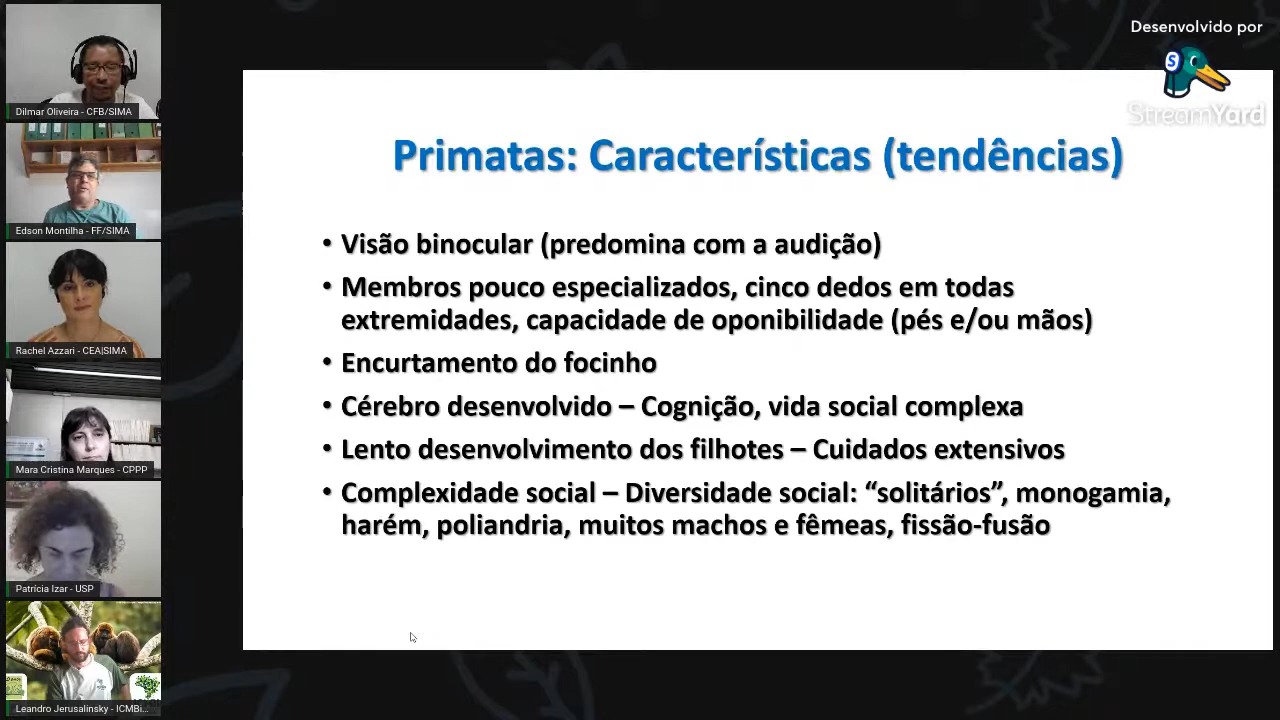 Desenvolvido por
StreamYard
Dilmar Oliveira - CFB/SIMA
Edson Montilha - FF/SIMA
Rachel Azzari - CEA|SIMA
Mara Cristina Marques - CPPP
Patrícia Izar - USP
Leandro Jerusalinsky - ICMBi...
Primatas: Características (tendências)
• Visão binocular (predomina com a audição)
• Membros pouco especializados, cinco dedos em todas
extremidades, capacidade de oponibilidade (pés e/ou mãos)
• Encurtamento do focinho
• Cérebro desenvolvido – Cognição, vida social complexa
• Lento desenvolvimento dos filhotes – Cuidados extensivos
• Complexidade social – Diversidade social: “solitários”, monogamia,
harém, poliandria, muitos machos e fêmeas, fissão-fusão